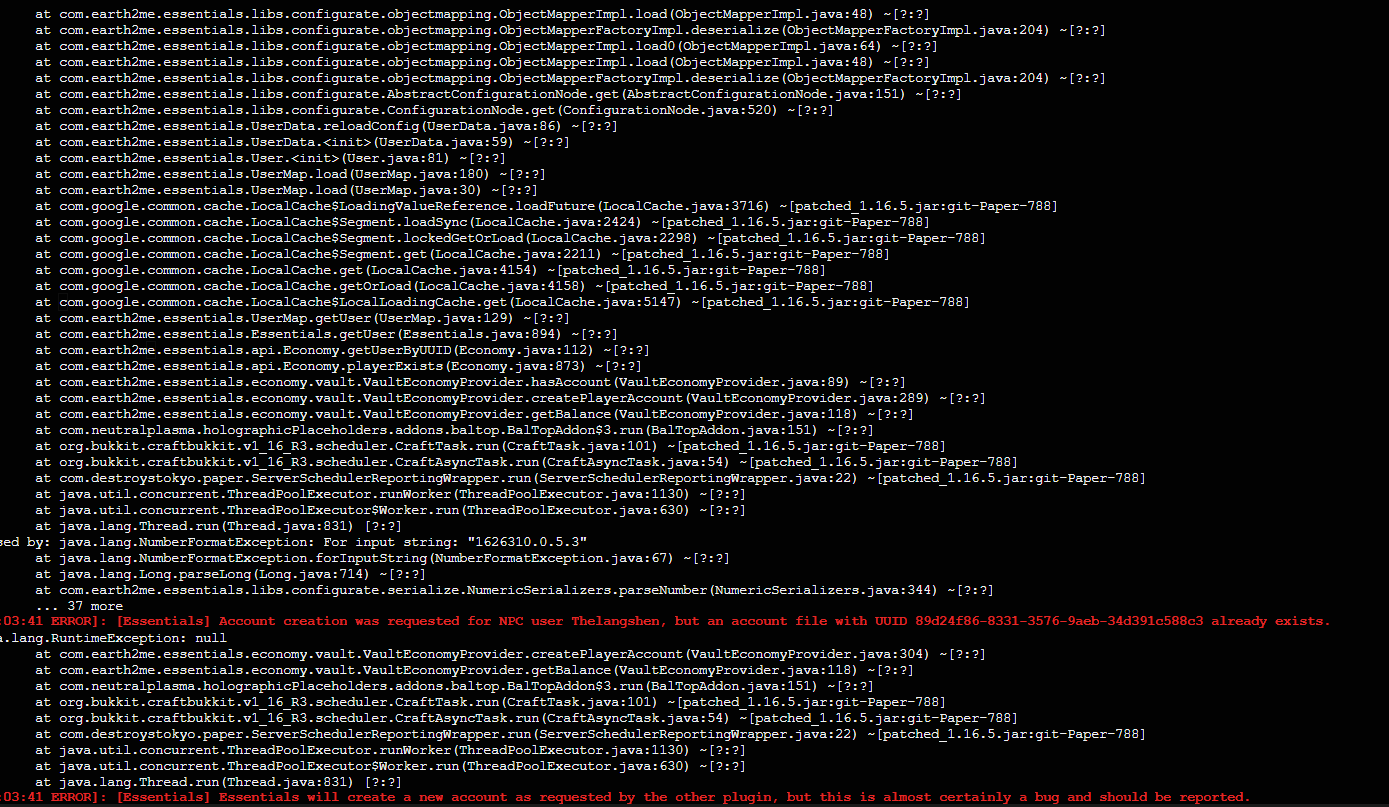 at com.earth2me.essentials.libs.configurate.objectmapping.ObjectMapperImpl.load(ObjectMapperImpl.java:48) ~[?:?]
at com.earth2me.essentials.libs.configurate.objectmapping.ObjectMapperFactoryImpl.deserialize(ObjectMapperFactoryImpl.java:204) ~[?:?]
at com.earth2me.essentials.libs.configurate.objectmapping.ObjectMapperImpl.load0(ObjectMapperImpl.java:64) ~[?:?]
at com.earth2me.essentials.libs.configurate.objectmapping.ObjectMapperImpl.load(ObjectMapperImpl.java:48) ~[?:?]
at com.earth2me.essentials.libs.configurate.objectmapping.ObjectMapperFactoryImpl.deserialize(ObjectMapperFactoryImpl.java:204) ~[?:?]
at com.earth2me.essentials.libs.configurate.AbstractConfigurationNode.get(AbstractConfigurationNode.java:151) ~[?:?]
at com.earth2me.essentials.libs.configurate.ConfigurationNode.get(ConfigurationNode.java:520) ~[?:?]
at com.earth2me.essentials.UserData.reloadConfig(UserData.java:86) ~[?:?]
at com.earth2me.essentials.UserData.<init>(UserData.java:59) ~[?:?]
at com.earth2me.essentials.User.<init>(User.java:81) ~[?:?]
at com.earth2me.essentials.UserMap.load(UserMap.java:180) ~[?:?]
at com.earth2me.essentials.UserMap.load(UserMap.java:30) ~[?:?]
at com.google.common.cache.LocalCache$LoadingValueReference.loadFuture(LocalCache.java:3716) ~[patched_1.16.5.jar:git-Paper-788]
at com.google.common.cache.LocalCache$Segment.loadSync(LocalCache.java:2424) ~[patched_1.16.5.jar:git-Paper-788]
at com.google.common.cache.LocalCache$Segment.lockedGetOrLoad(LocalCache.java:2298) ~[patched_1.16.5.jar:git-Paper-788]
at com.google.common.cache.LocalCache$Segment.get(LocalCache.java:2211) ~[patched_1.16.5.jar:git-Paper-788]
at com.google.common.cache.LocalCache.get(LocalCache.java:4154) ~[patched_1.16.5.jar:git-Paper-788]
at com.google.common.cache.LocalCache.getOrLoad(LocalCache.java:4158) ~[patched_1.16.5.jar:git-Paper-788]
at com.google.common.cache.LocalCache$LocalLoadingCache.get(LocalCache.java:5147) ~[patched_1.16.5.jar:git-Paper-788]
at com.earth2me.essentials.UserMap.getUser(UserMap.java:129) ~[?:?]
at com.earth2me.essentials.Essentials.getUser(Essentials.java:894) ~[?:?]
at com.earth2me.essentials.api.Economy.getUserByUUID(Economy.java:112) ~[?:?]
at com.earth2me.essentials.api.Economy.playerExists(Economy.java:873) ~[?:?]
at com.earth2me.essentials.economy.vault.VaultEconomyProvider.hasAccount(VaultEconomyProvider.java:89) ~[?:?]
at com.earth2me.essentials.economy.vault.VaultEconomyProvider.createPlayerAccount(VaultEconomyProvider.java:289) ~[?:?]
at com.earth2me.essentials.economy.vault.VaultEconomyProvider.getBalance(VaultEconomyProvider.java:118) ~[?:?]
at com.neutralplasma.holographicPlaceholders.addons.baltop.BalTopAddon$3.run(BalTopAddon.java:151) ~[?:?]
at org.bukkit.craftbukkit.v1_16_R3.scheduler.CraftTask.run(CraftTask.java:101) ~[patched_1.16.5.jar:git-Paper-788]
at org.bukkit.craftbukkit.v1_16_R3.scheduler.CraftAsyncTask.run(CraftAsyncTask.java:54) ~[patched_1.16.5.jar:git-Paper-788]
at com.destroystokyo.paper.ServerSchedulerReportingWrapper.run(ServerSchedulerReportingWrapper.java:22) ~[patched_1.16.5.jar:git-Paper-788]
at java.util.concurrent.ThreadPoolExecutor.runWorker(ThreadPoolExecutor.java:1130) ~[?:?]
at java.util.concurrent.ThreadPoolExecutor$Worker.run(ThreadPoolExecutor.java:630) ~[?:?]
at java.lang.Thread.run(Thread.java:831) [?:?]
sed by: java.lang.NumberFormatException: For input string: "1626310.0.5.3"
at java.lang.NumberFormatException.forInputString(NumberFormatException.java:67) ~[?:?]
at java.lang.Long.parseLong(Long.java:714) ~[?:?]
at com.earth2me.essentials.libs.configurate.serialize.NumericSerializers.parseNumber(NumericSerializers.java:344) ~[?:?]
... 37 more
:03:41 ERROR]: [Essentials] Account creation was requested for NPC user Thelangshen, but an account file with UUID 89d24f86-8331-3576-9aeb-34d391c588c3 already exists.
a.lang.RuntimeException: null
at com.earth2me.essentials.economy.vault.VaultEconomyProvider.createPlayerAccount(VaultEconomyProvider.java:304) ~[?:?]
at com.earth2me.essentials.economy.vault.VaultEconomyProvider.getBalance(VaultEconomyProvider.java:118) ~[?:?]
at com.neutralplasma.holographicPlaceholders.addons.baltop.BalTopAddon$3.run(BalTopAddon.java:151) ~[?:?]
at org.bukkit.craftbukkit.v1_16_R3.scheduler.CraftTask.run(CraftTask.java:101) ~[patched_1.16.5.jar:git-Paper-788]
at org.bukkit.craftbukkit.v1_16_R3.scheduler.CraftAsyncTask.run(CraftAsyncTask.java:54) ~[patched_1.16.5.jar:git-Paper-788]
at com.destroystokyo.paper.ServerSchedulerReportingWrapper.run(ServerSchedulerReportingWrapper.java:22) ~[patched_1.16.5.jar:git-Paper-788]
at java.util.concurrent.ThreadPoolExecutor.runWorker(ThreadPoolExecutor.java:1130) ~[?:?]
at java.util.concurrent.ThreadPoolExecutor$Worker.run(ThreadPoolExecutor.java:630) ~[?:?]
at java.lang.Thread.run(Thread.java:831) [?:?]
:03:41 ERROR]: [Essentials] Essentials will create a new account as requested by the other plugin, but this is almost certainly a bug and should be reported.